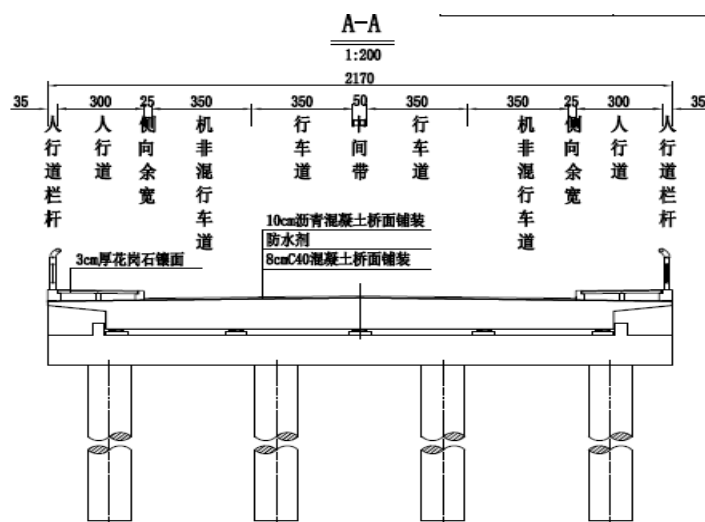 A-A
1:200
2170
35 300 25 350 350 50 350 350 25 300 35
人行道栏杆
人行道
侧向余宽
机非混行车道
行车道
中间带
行车道
机非混行车道
侧向余宽
人行道
人行道栏杆
10cm沥青混凝土桥面铺装
防水剂
8cmC40混凝土桥面铺装
3cm厚花岗石镶面